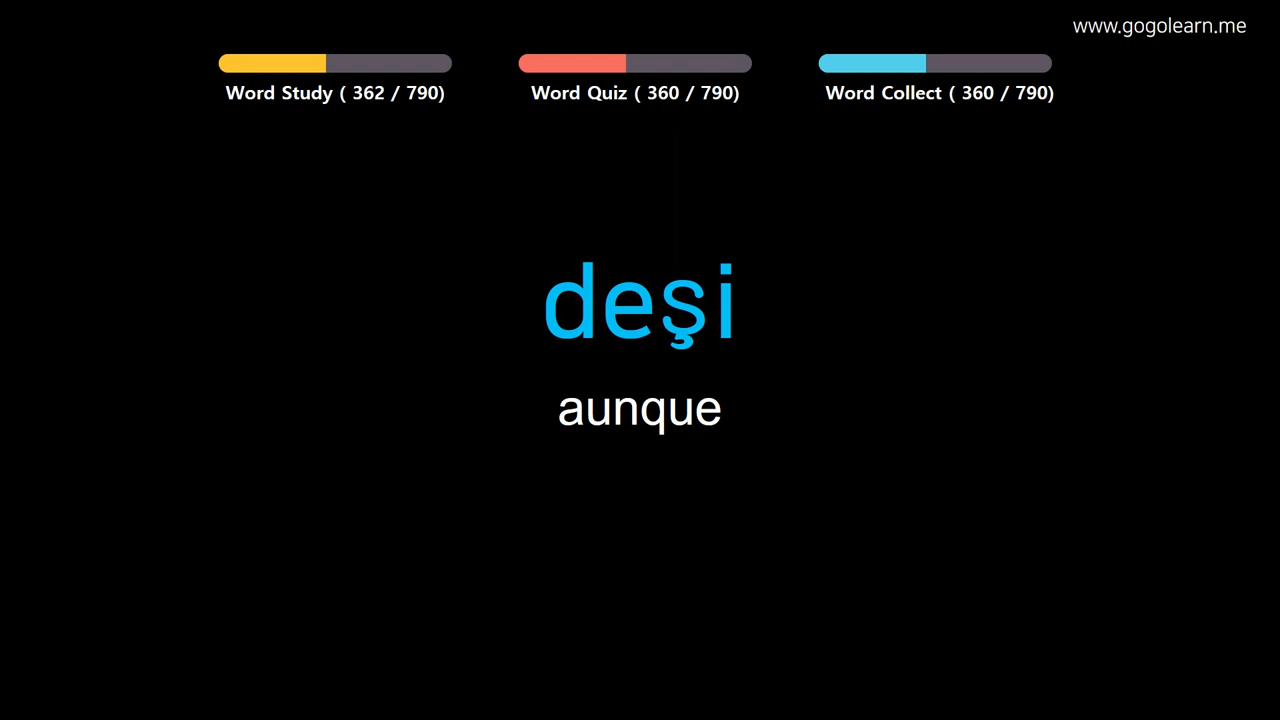 www.gogolearn.me
Word Study ( 362 / 790)
Word Quiz ( 360 / 790)
Word Collect ( 360 / 790)
deşi
aunque